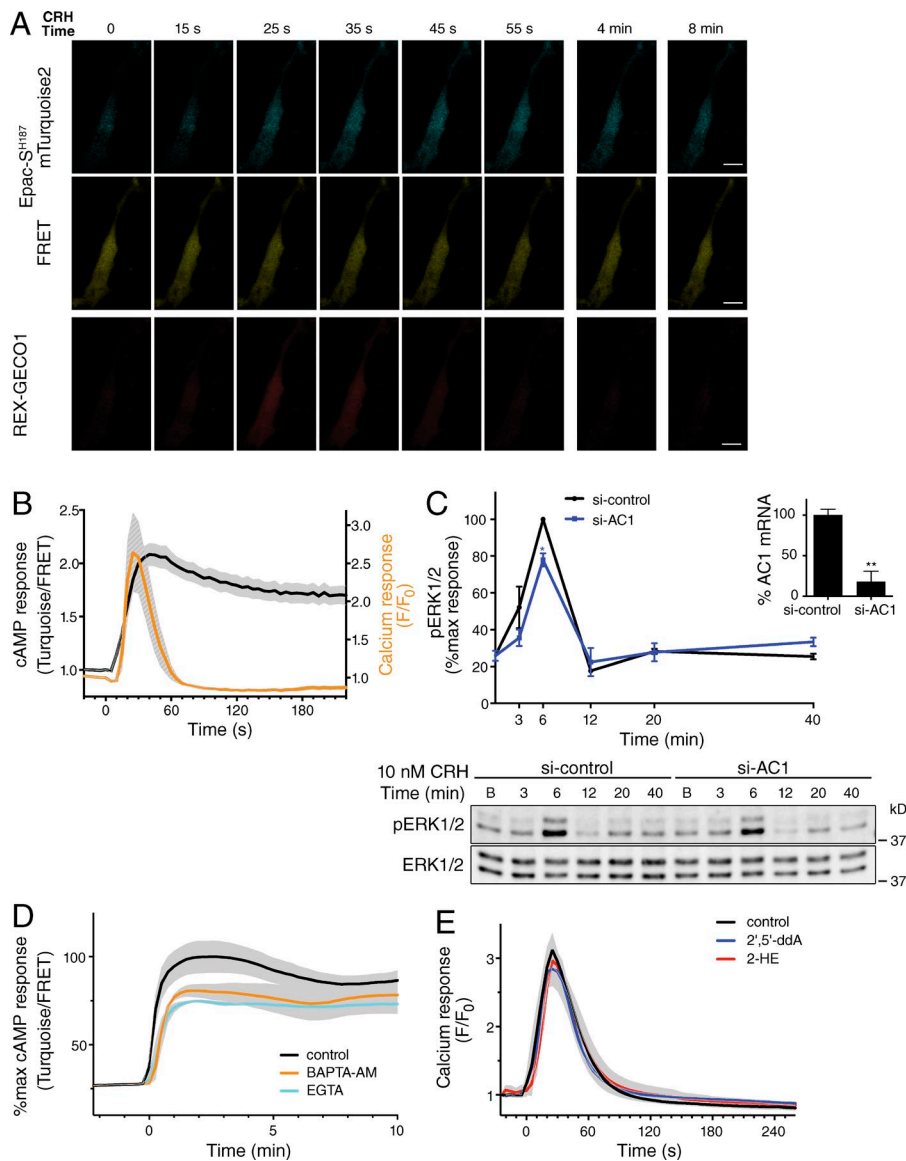 A
CRH
Time 0 15 s 25 s 35 s 45 s 55 s 4 min 8 min
Epac-S^H187
mTurquoise2
FRET
REX-GECO1
B
cAMP response
(Turquoise/FRET)
2.5
2.0
1.5
1.0
3.0
2.5
2.0
1.5
1.0
Calcium response
(F/F₀)
0 60 120 180
Time (s)
C
si-control
si-AC1
pERK1/2
(%max response)
100
80
60
40
20
0
*
3 6 12 20 40
Time (min)
% AC1 mRNA
100
50
0
**
si-control si-AC1
10 nM CRH si-control si-AC1
Time (min) B 3 6 12 20 40 B 3 6 12 20 40 kD
pERK1/2
37
ERK1/2
37
D
%max cAMP response
(Turquoise/FRET)
100
50
control
BAPTA-AM
EGTA
0 5 10
Time (min)
E
control
2',5'-ddA
2-HE
Calcium response
(F/F₀)
3
2
1
0 60 120 180 240
Time (s)